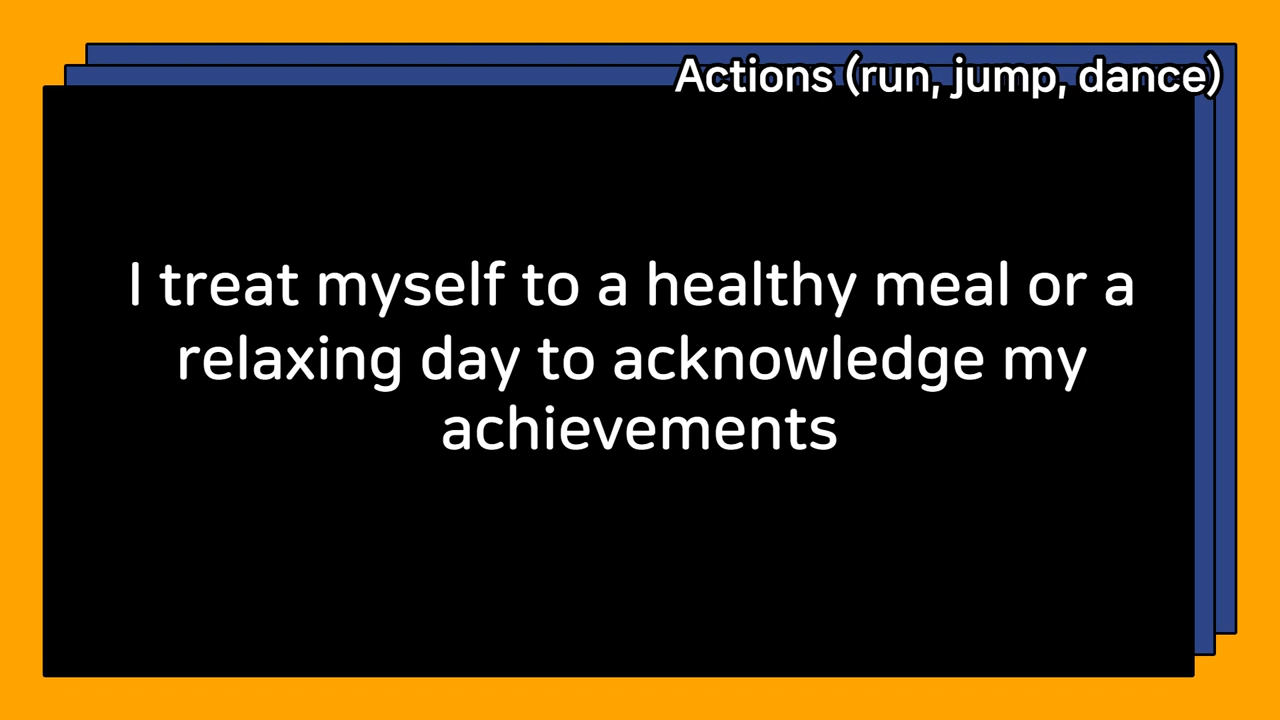 Actions (run, jump, dance)
I treat myself to a healthy meal or a
relaxing day to acknowledge my
achievements